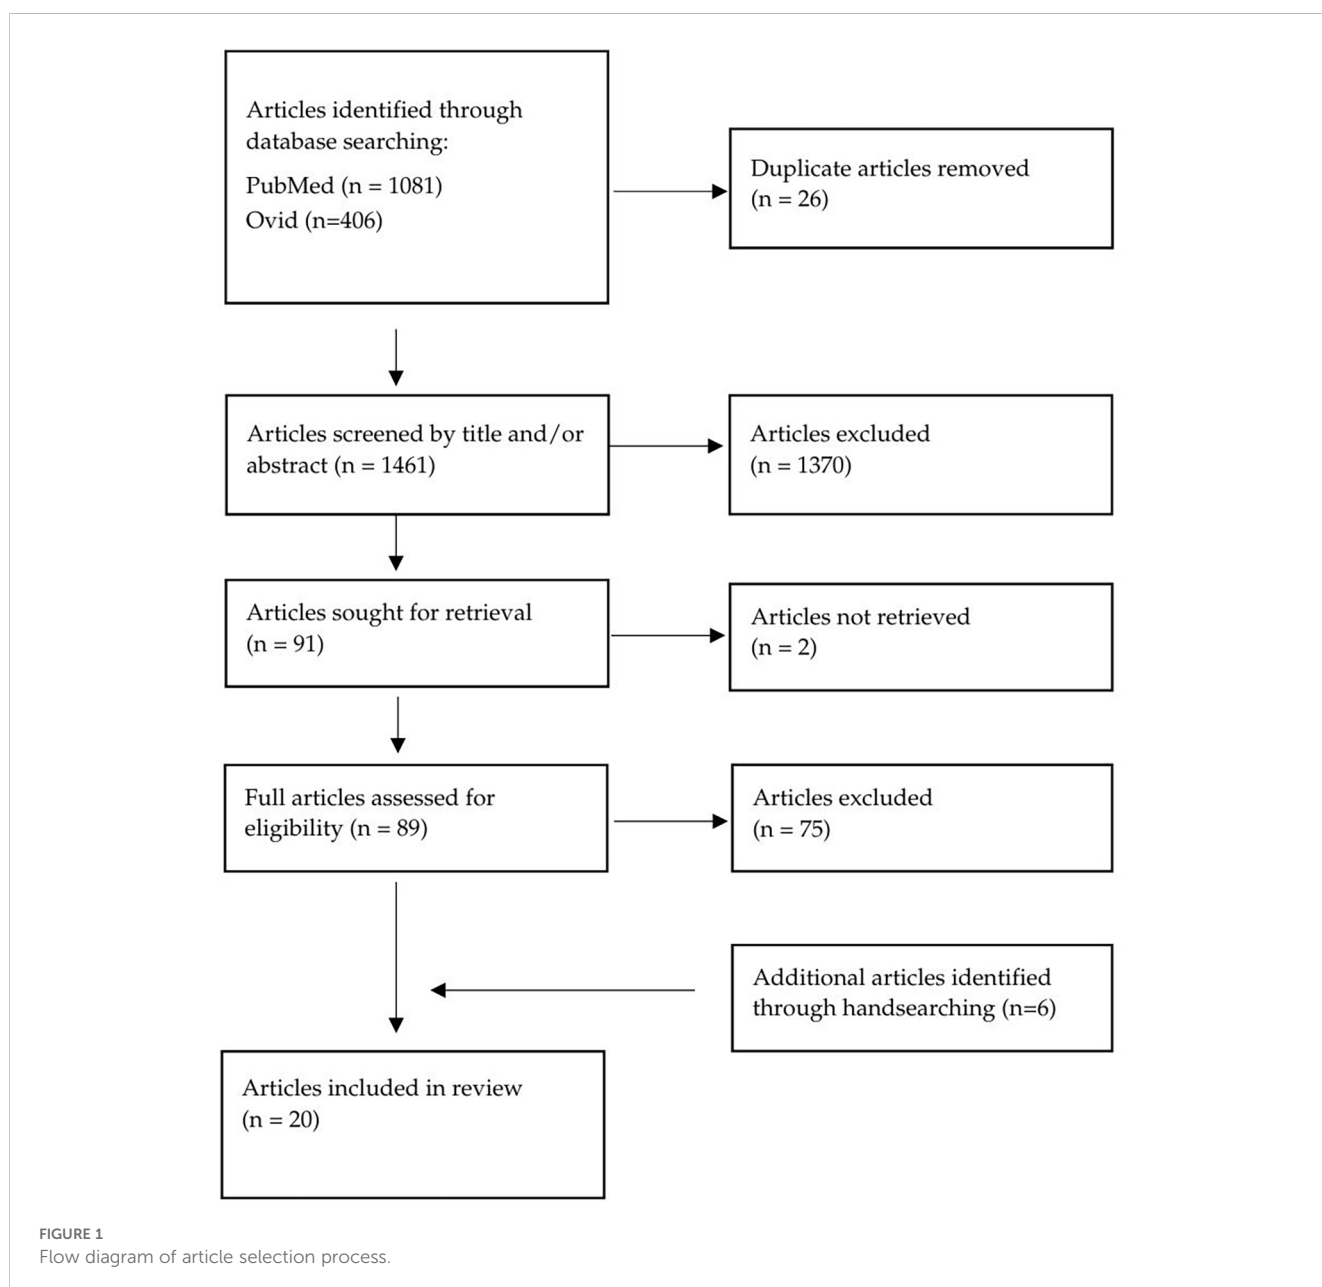 Articles identified through
database searching:
PubMed (n = 1081)
Ovid (n=406)
Duplicate articles removed
(n = 26)
Articles screened by title and/or
abstract (n = 1461)
Articles excluded
(n = 1370)
Articles sought for retrieval
(n = 91)
Articles not retrieved
(n = 2)
Full articles assessed for
eligibility (n = 89)
Articles excluded
(n = 75)
Additional articles identified
through handsearching (n=6)
Articles included in review
(n = 20)
FIGURE 1
Flow diagram of article selection process.